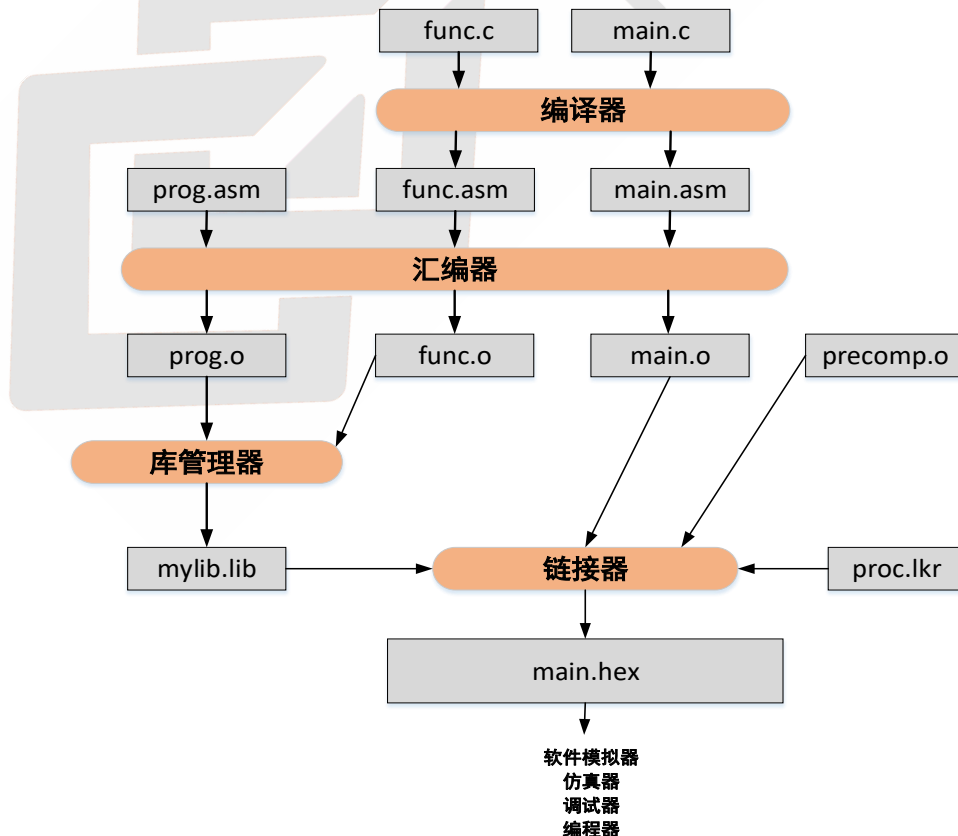 func.c
main.c
编译器
prog.asm
func.asm
main.asm
汇编器
prog.o
func.o
main.o
precomp.o
库管理器
mylib.lib
链接器
proc.lkr
main.hex
软件模拟器
仿真器
调试器
编程器